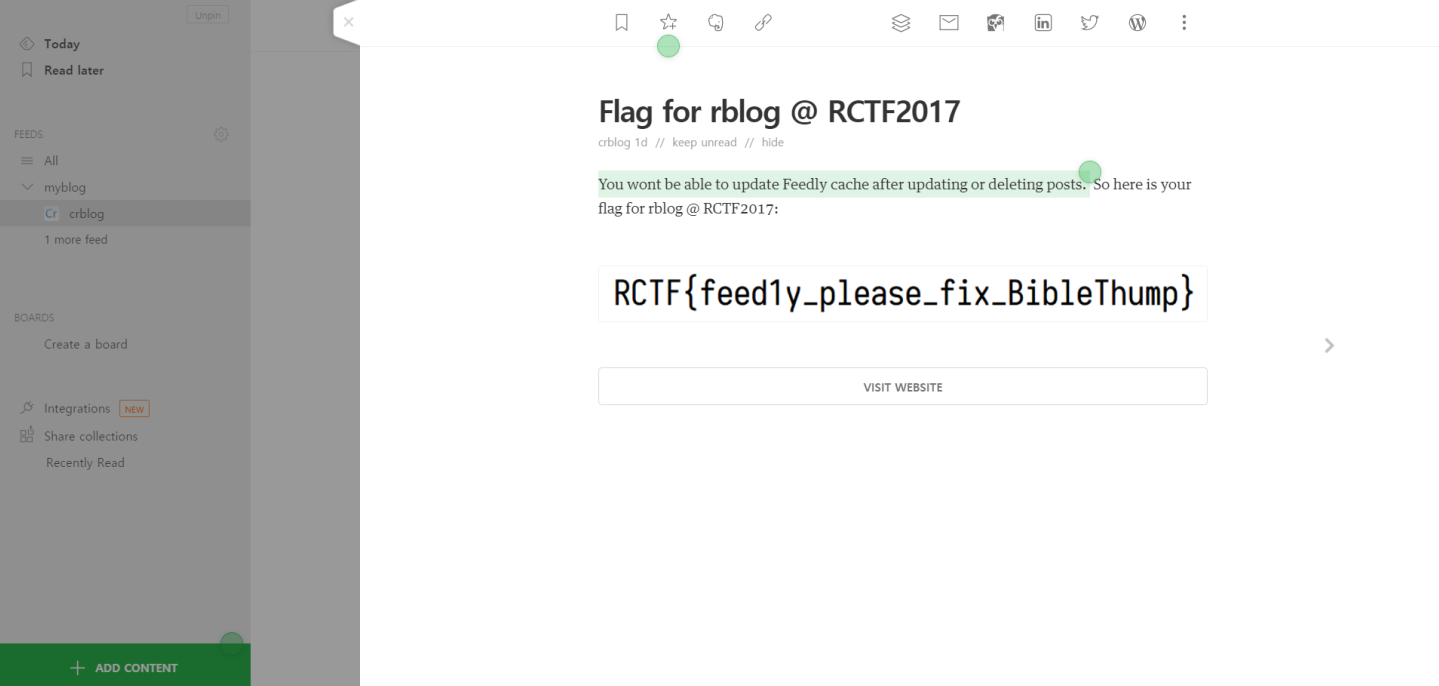 Unpin
Today
Read later
FEEDS
All
myblog
Cr crblog
1 more feed
BOARDS
Create a board
Integrations NEW
Share collections
Recently Read
ADD CONTENT
Flag for rblog @ RCTF2017
crblog 1d // keep unread // hide
You wont be able to update Feedly cache after updating or deleting posts. So here is your
flag for rblog @ RCTF2017:
RCTF{feed1y_please_fix_BibleThump}
VISIT WEBSITE